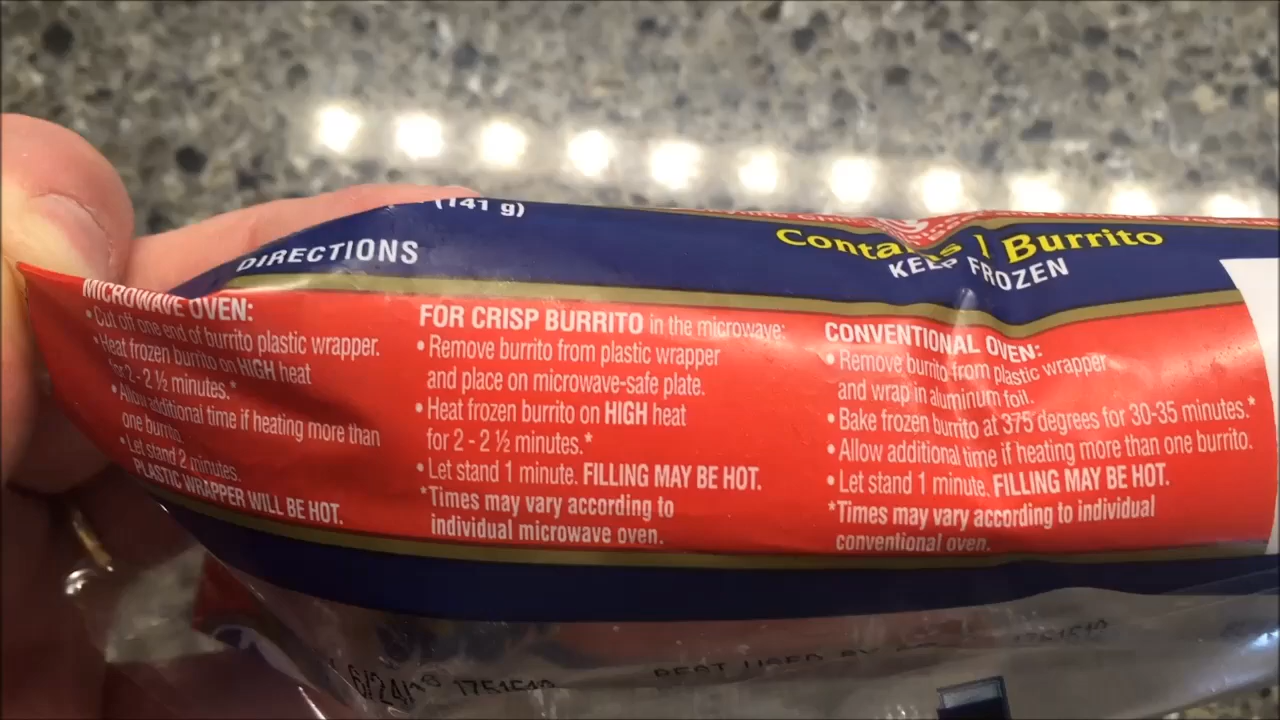 (141 g)
Contains 1 Burrito
KEEP FROZEN
DIRECTIONS
MICROWAVE OVEN:
• Cut off one end of burrito plastic wrapper.
• Heat frozen burrito on HIGH heat
for 2 - 2 ½ minutes.*
• Allow additional time if heating more than
one burrito.
• Let stand 2 minutes.
PLASTIC WRAPPER WILL BE HOT.
FOR CRISP BURRITO in the microwave:
• Remove burrito from plastic wrapper
and place on microwave-safe plate.
• Heat frozen burrito on HIGH heat
for 2 - 2 ½ minutes.*
• Let stand 1 minute. FILLING MAY BE HOT.
*Times may vary according to
individual microwave oven.
CONVENTIONAL OVEN:
• Remove burrito from plastic wrapper
and wrap in aluminum foil.
• Bake frozen burrito at 375 degrees for 30-35 minutes.*
• Allow additional time if heating more than one burrito.
• Let stand 1 minute. FILLING MAY BE HOT.
*Times may vary according to individual
conventional oven.
1751510
BEST USED BY
1751510